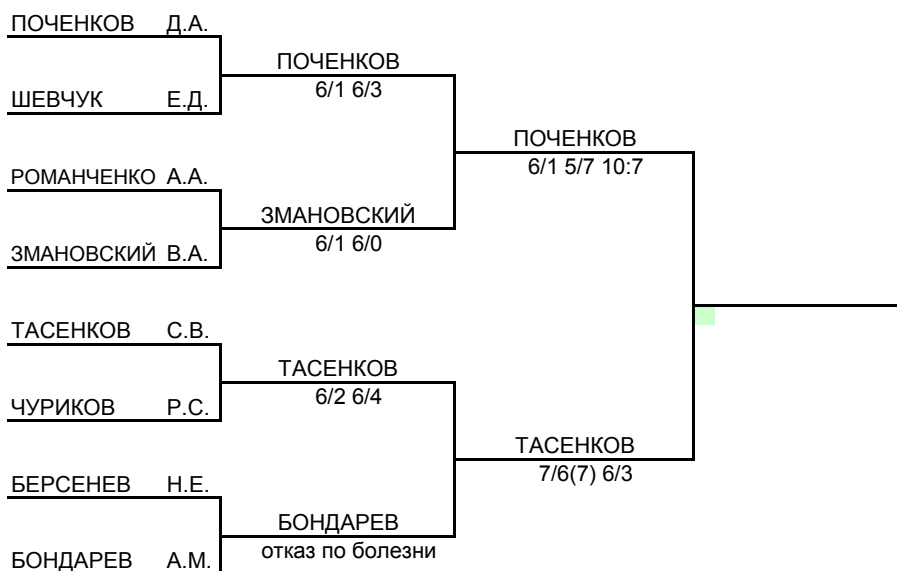 ПОЧЕНКОВ Д.А.
ПОЧЕНКОВ
6/1 6/3
ШЕВЧУК Е.Д.
ПОЧЕНКОВ
6/1 5/7 10:7
РОМАНЧЕНКО А.А.
ЗМАНОВСКИЙ
6/1 6/0
ЗМАНОВСКИЙ В.А.
ТАСЕНКОВ С.В.
ТАСЕНКОВ
6/2 6/4
ЧУРИКОВ Р.С.
ТАСЕНКОВ
7/6(7) 6/3
БЕРСЕНЕВ Н.Е.
БОНДАРЕВ
отказ по болезни
БОНДАРЕВ А.М.